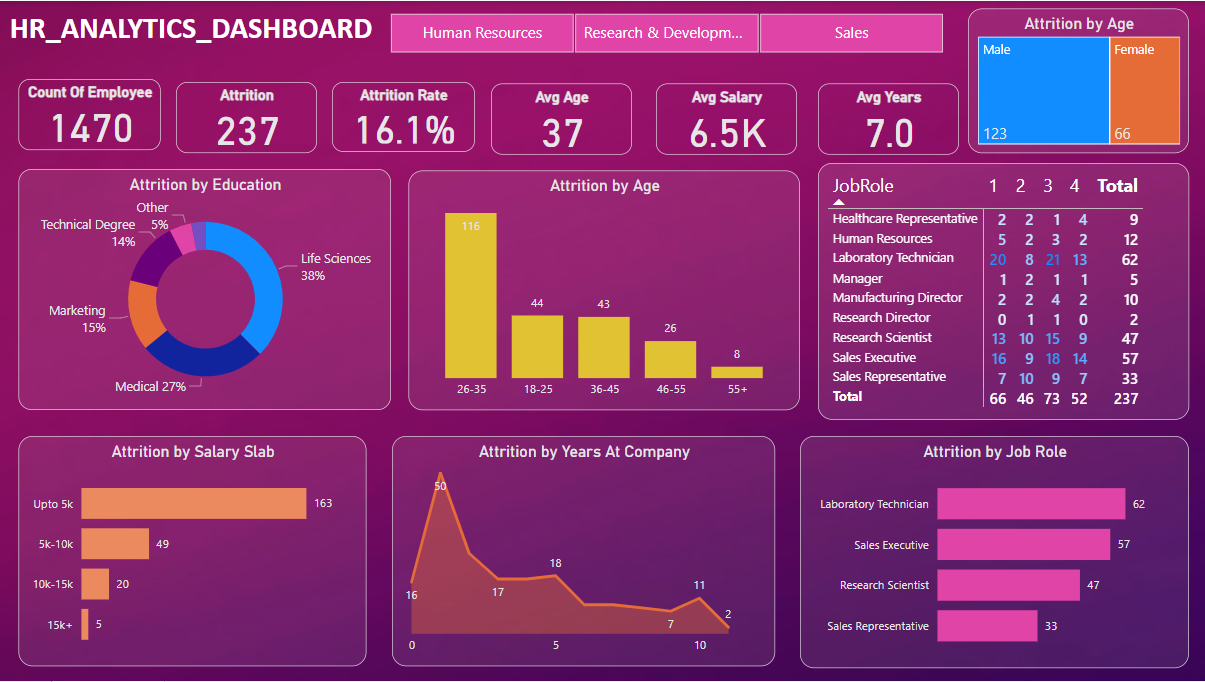 HR_ANALYTICS_DASHBOARD
Human Resources
Research & Developm...
Sales
Attrition by Age
Male
Female
123
66
Count Of Employee
1470
Attrition
237
Attrition Rate
16.1%
Avg Age
37
Avg Salary
6.5K
Avg Years
7.0
Attrition by Education
Other
5%
Technical Degree
14%
Life Sciences
38%
Marketing
15%
Medical 27%
Attrition by Age
116
44
43
26
8
26-35
18-25
36-45
46-55
55+
JobRole 1 2 3 4 Total
Healthcare Representative 2 2 1 4 9
Human Resources 5 2 3 2 12
Laboratory Technician 20 8 21 13 62
Manager 1 2 1 1 5
Manufacturing Director 2 2 4 2 10
Research Director 0 1 1 0 2
Research Scientist 13 10 15 9 47
Sales Executive 16 9 18 14 57
Sales Representative 7 10 9 7 33
Total 66 46 73 52 237
Attrition by Salary Slab
Upto 5k 163
5k-10k 49
10k-15k 20
15k+ 5
Attrition by Years At Company
50
16
17
18
7
11
2
0
5
10
Attrition by Job Role
Laboratory Technician 62
Sales Executive 57
Research Scientist 47
Sales Representative 33